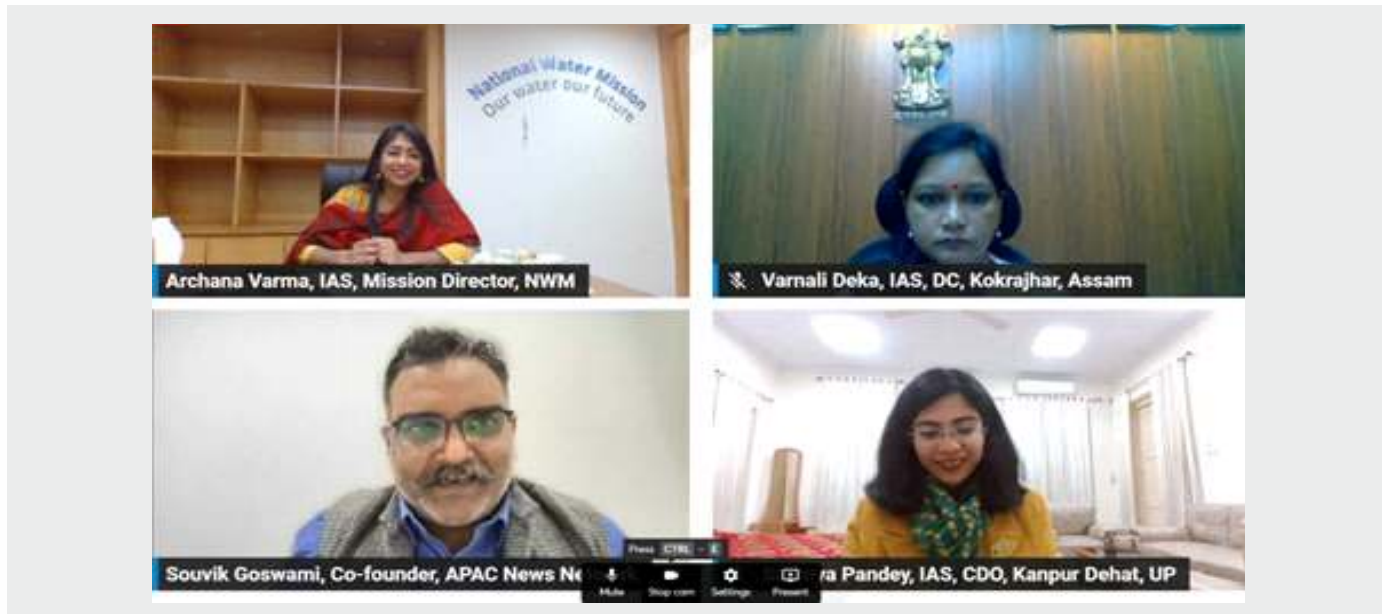 National Water Mission
Our water our future
Archana Varma, IAS, Mission Director, NWM
Varnali Deka, IAS, DC, Kokrajhar, Assam
Press CTRL - E
Souvik Goswami, Co-founder, APAC News
Pandey, IAS, CDO, Kanpur Dehat, UP
Mute Stop cam Settings Present